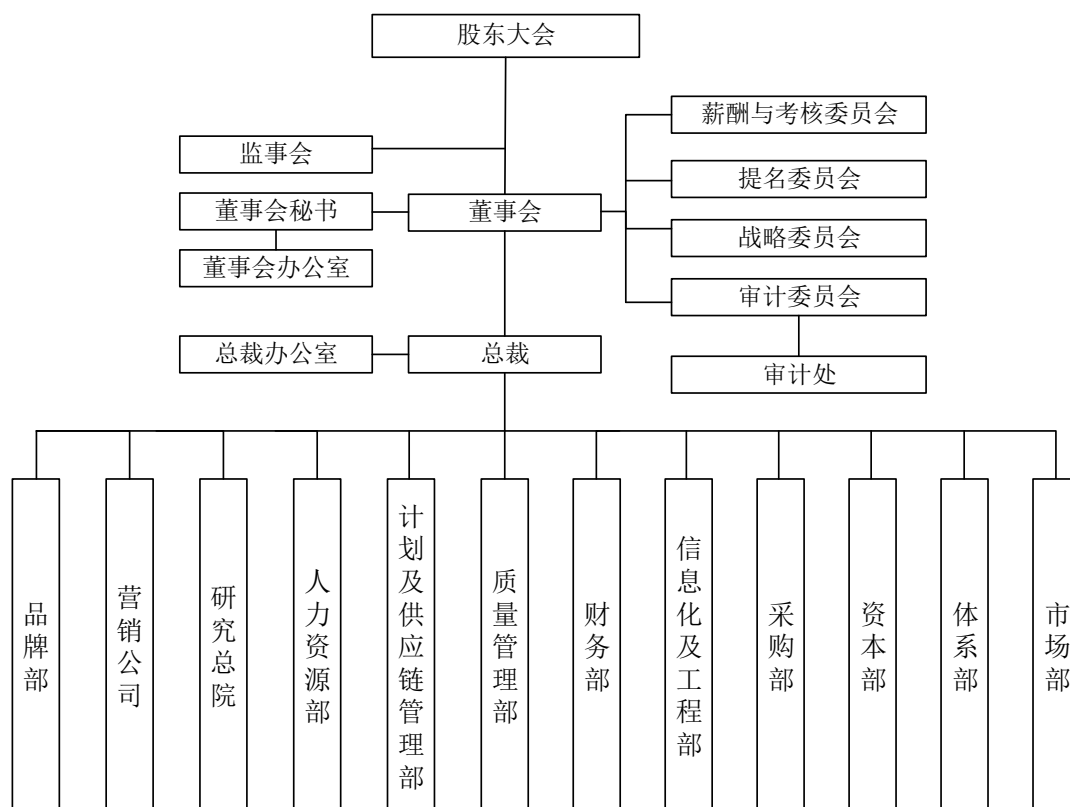 股东大会
薪酬与考核委员会
监事会
提名委员会
董事会秘书
董事会
战略委员会
董事会办公室
审计委员会
总裁办公室
总裁
审计处
品牌部
营销公司
研究总院
人力资源部
计划及供应链管理部
质量管理部
财务部
信息化及工程部
采购部
资本部
体系部
市场部